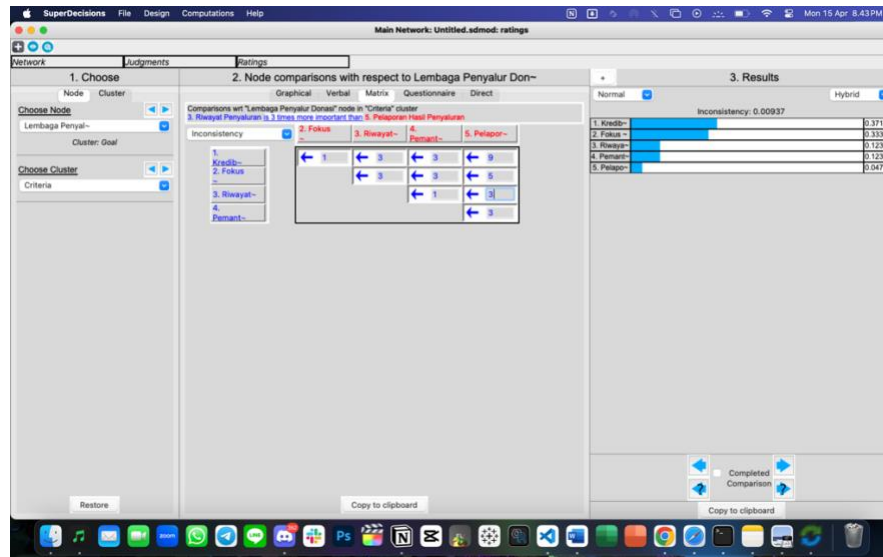 SuperDecisions File Design Computations Help Mon 15 Apr 8.43PM
Main Network: Untitled.sdmod: ratings
Network Judgments Ratings
1. Choose
Node Cluster
Choose Node
Lembaga Penyal~
Cluster: Goal
Choose Cluster
Criteria
Restore
2. Node comparisons with respect to Lembaga Penyalur Don~
Graphical Verbal Matrix Questionnaire Direct
Comparisons wrt "Lembaga Penyalur Donasi" node in "Criteria" cluster
3. Riwayat Penyaluran is 3 times more important than 5. Pelaporan Hasil Penyaluran
Inconsistency 2. Fokus ~ 3. Riwayat~ 4. Pemant~ 5. Pelapor~
1. Kredib~ 1 3 3 9
2. Fokus ~ 3 3 5
3. Riwayat~ 1 3
4. Pemant~ 3
Copy to clipboard
+ 3. Results
Normal Hybrid
Inconsistency: 0.00937
1. Kredib~ 0.371
2. Fokus ~ 0.333
3. Riwaya~ 0.123
4. Pemant~ 0.123
5. Pelapo~ 0.047
Completed
Comparison
Copy to clipboard
zoom
Ps